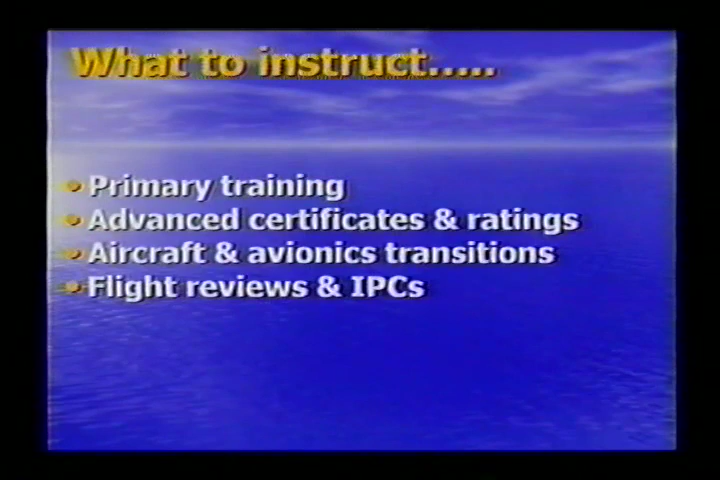 What to instruct.....
• Primary training
• Advanced certificates & ratings
• Aircraft & avionics transitions
• Flight reviews & IPCs